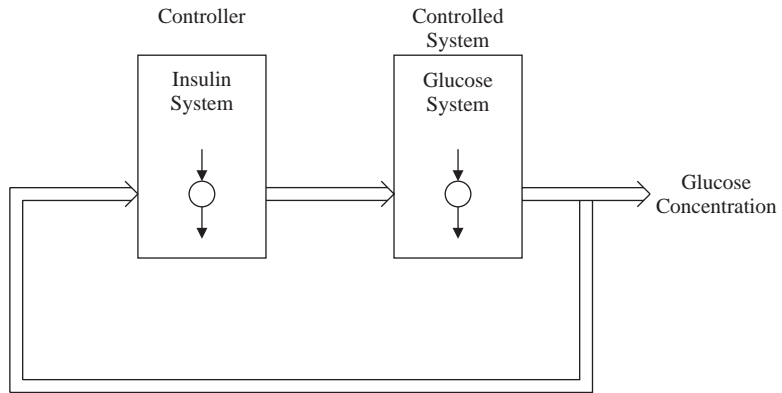 Controller
Controlled
System
Insulin
System
Glucose
System
Glucose
Concentration